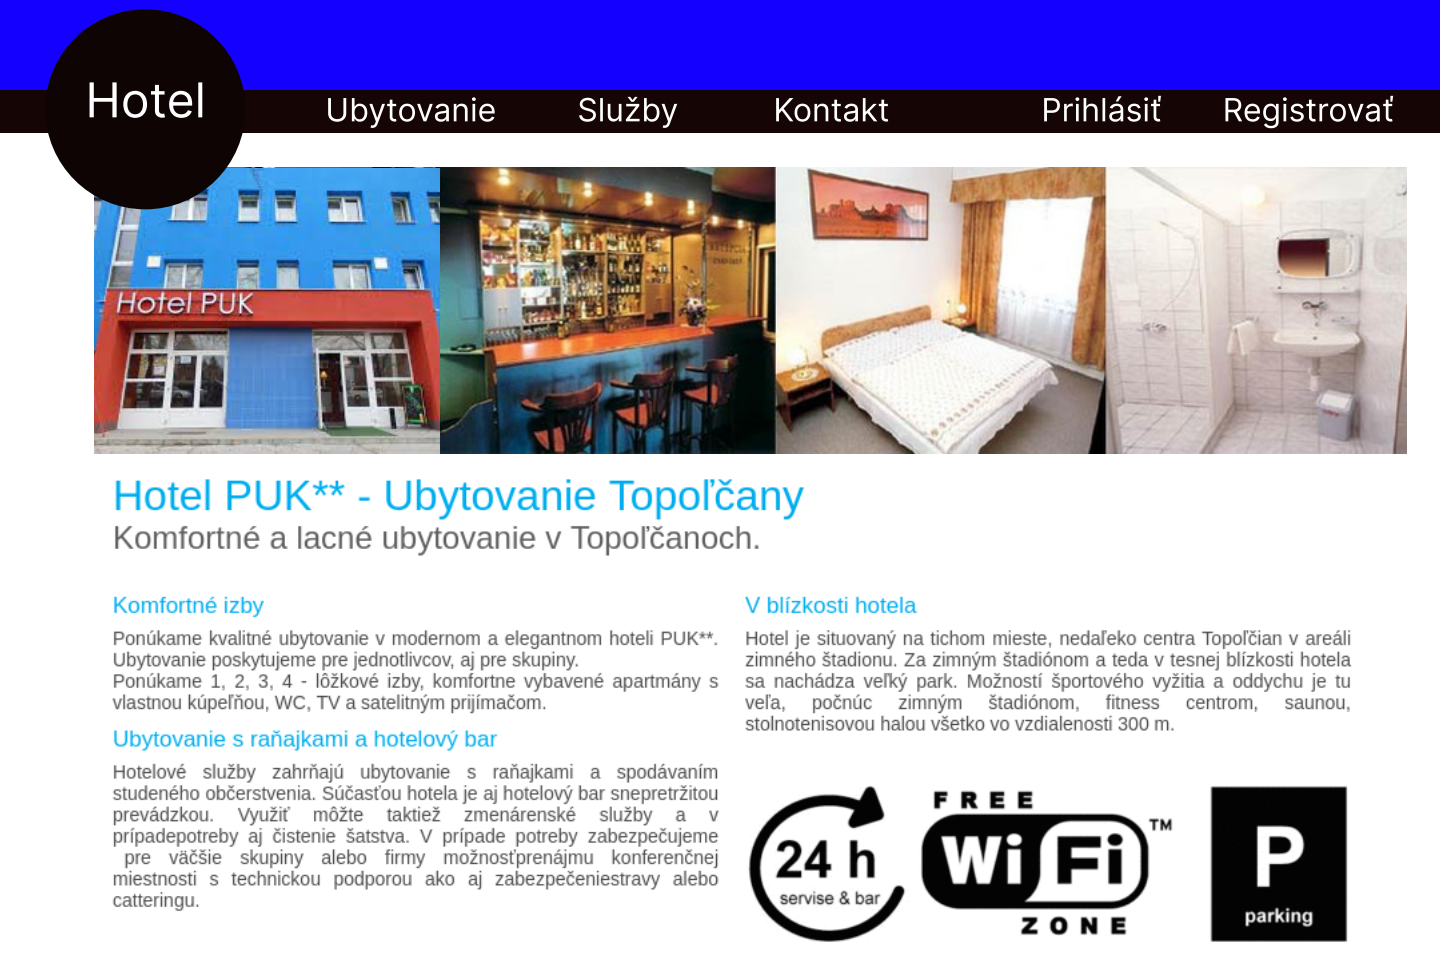 Hotel
Ubytovanie
Služby
Kontakt
Prihlásiť
Registrovať
Hotel PUK
Hotel PUK** - Ubytovanie Topoľčany
Komfortné a lacné ubytovanie v Topoľčanoch.
Komfortné izby
Ponúkame kvalitné ubytovanie v modernom a elegantnom hoteli PUK**.
Ubytovanie poskytujeme pre jednotlivcov, aj pre skupiny.
Ponúkame 1, 2, 3, 4 - lôžkové izby, komfortne vybavené apartmány s
vlastnou kúpeľňou, WC, TV a satelitným prijímačom.
Ubytovanie s raňajkami a hotelový bar
Hotelové služby zahrňajú ubytovanie s raňajkami a spodávaním
studeného občerstvenia. Súčasťou hotela je aj hotelový bar snepretržitou
prevádzkou. Využiť môžte taktiež zmenárenské služby a v
prípadepotreby aj čistenie šatstva. V prípade potreby zabezpečujeme
pre väčšie skupiny alebo firmy možnosťprenájmu konferenčnej
miestnosti s technickou podporou ako aj zabezpečeniestravy alebo
catteringu.
V blízkosti hotela
Hotel je situovaný na tichom mieste, nedaľeko centra Topoľčian v areáli
zimného štadionu. Za zimným štadiónom a teda v tesnej blízkosti hotela
sa nachádza veľký park. Možností športového vyžitia a oddychu je tu
veľa, počnúc zimným štadiónom, fitness centrom, saunou,
stolnotenisovou halou všetko vo vzdialenosti 300 m.
24 h
servise & bar
FREE
WiFi™
ZONE
P
parking